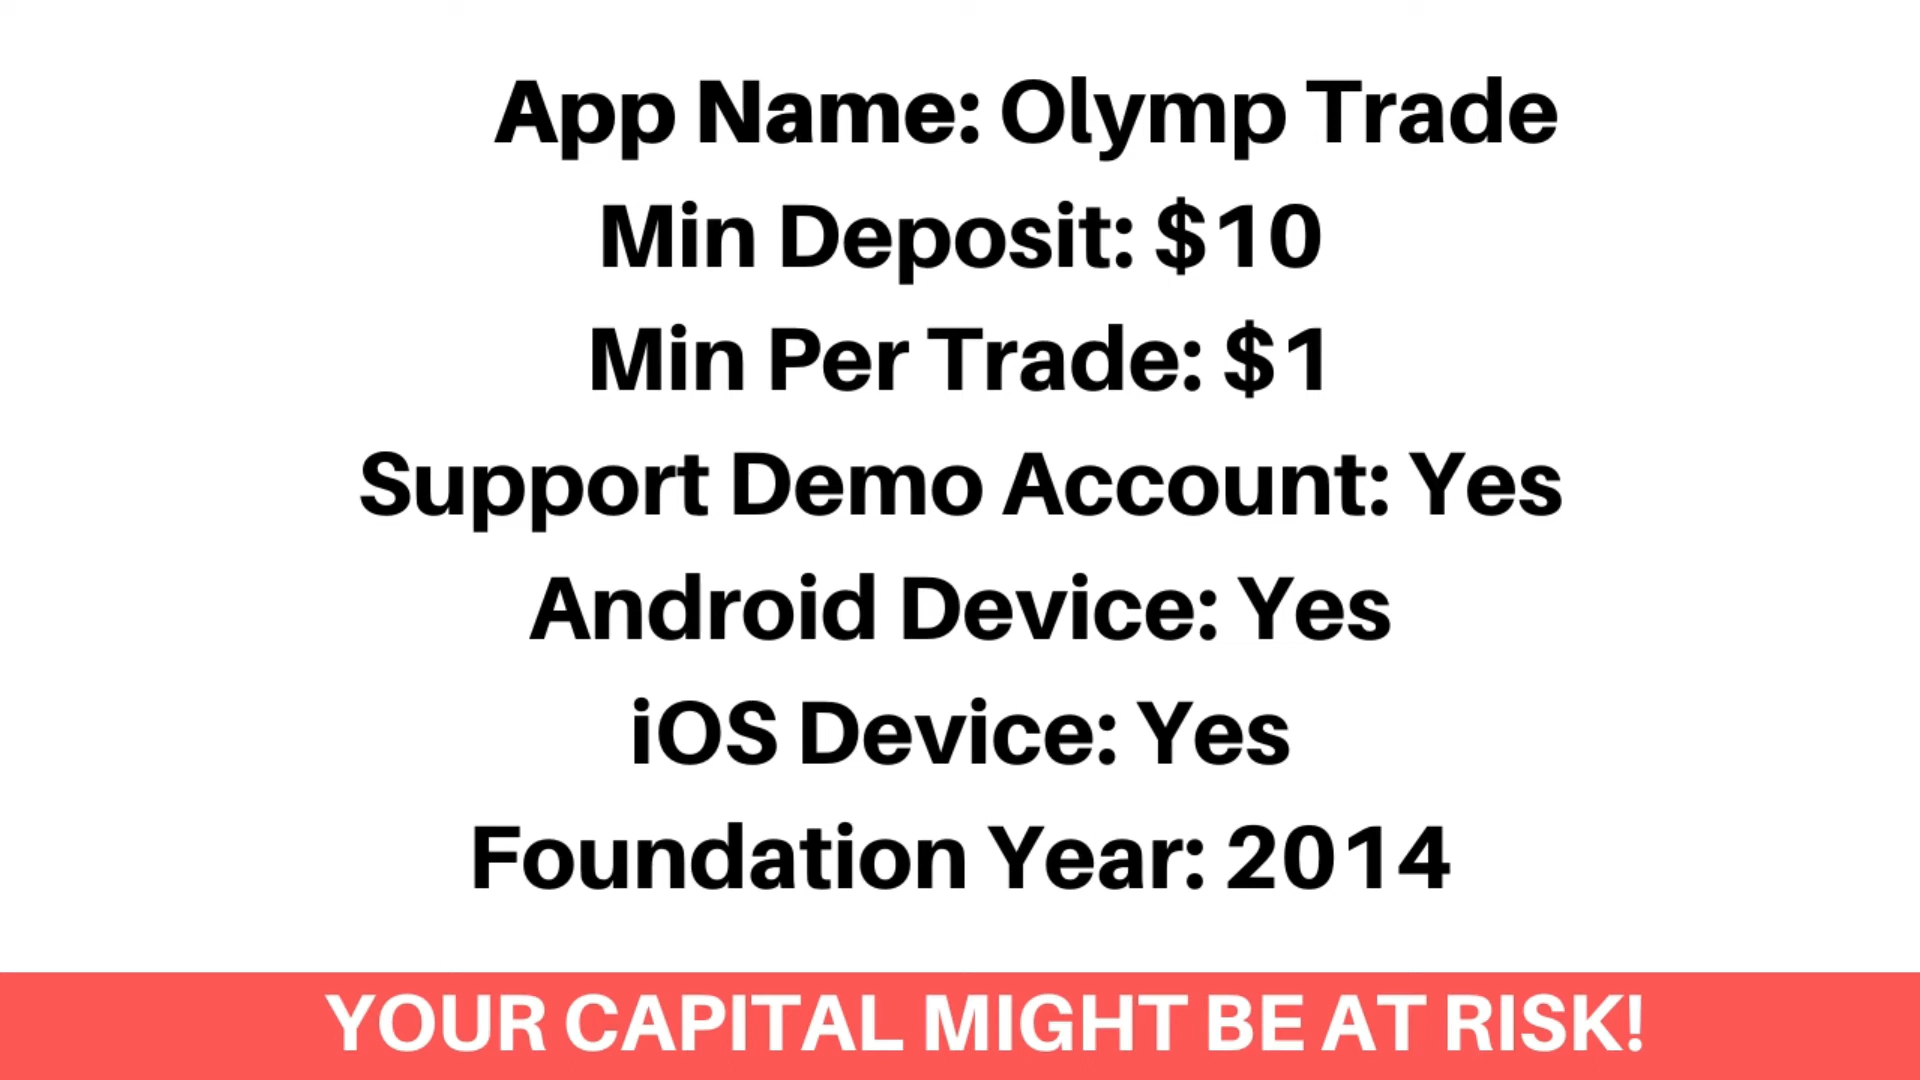 App Name: Olymp Trade
Min Deposit: $10
Min Per Trade: $1
Support Demo Account: Yes
Android Device: Yes
iOS Device: Yes
Foundation Year: 2014
YOUR CAPITAL MIGHT BE AT RISK!